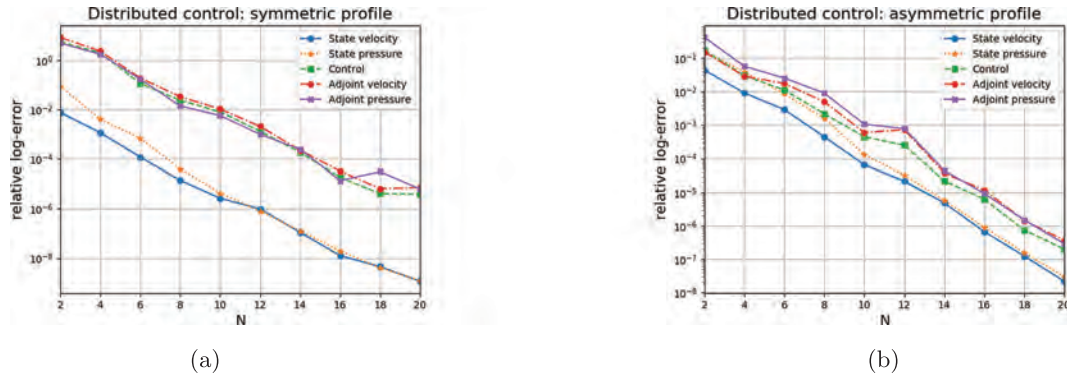 Distributed control: symmetric profile
State velocity
State pressure
Control
Adjoint velocity
Adjoint pressure
relative log-error
10^0
10^-2
10^-4
10^-6
10^-8
2 4 6 8 10 12 14 16 18 20
N
(a)
Distributed control: asymmetric profile
State velocity
State pressure
Control
Adjoint velocity
Adjoint pressure
relative log-error
10^-1
10^-2
10^-3
10^-4
10^-5
10^-6
10^-7
10^-8
2 4 6 8 10 12 14 16 18 20
N
(b)